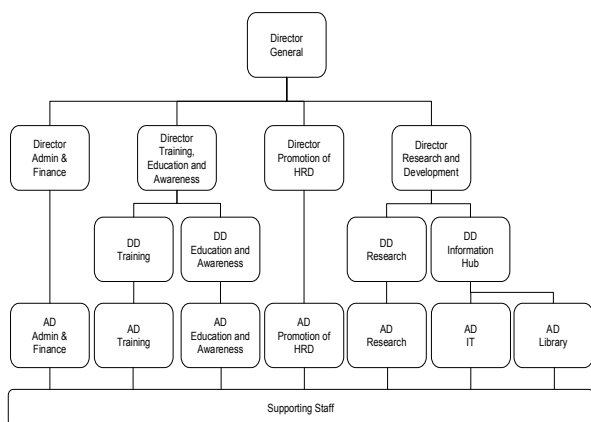 Director
General
Director
Admin &
Finance
Director
Training,
Education and
Awareness
Director
Promotion of
HRD
Director
Research and
Development
DD
Training
DD
Education and
Awareness
DD
Research
DD
Information
Hub
AD
Admin &
Finance
AD
Training
AD
Education and
Awareness
AD
Promotion of
HRD
AD
Research
AD
IT
AD
Library
Supporting Staff